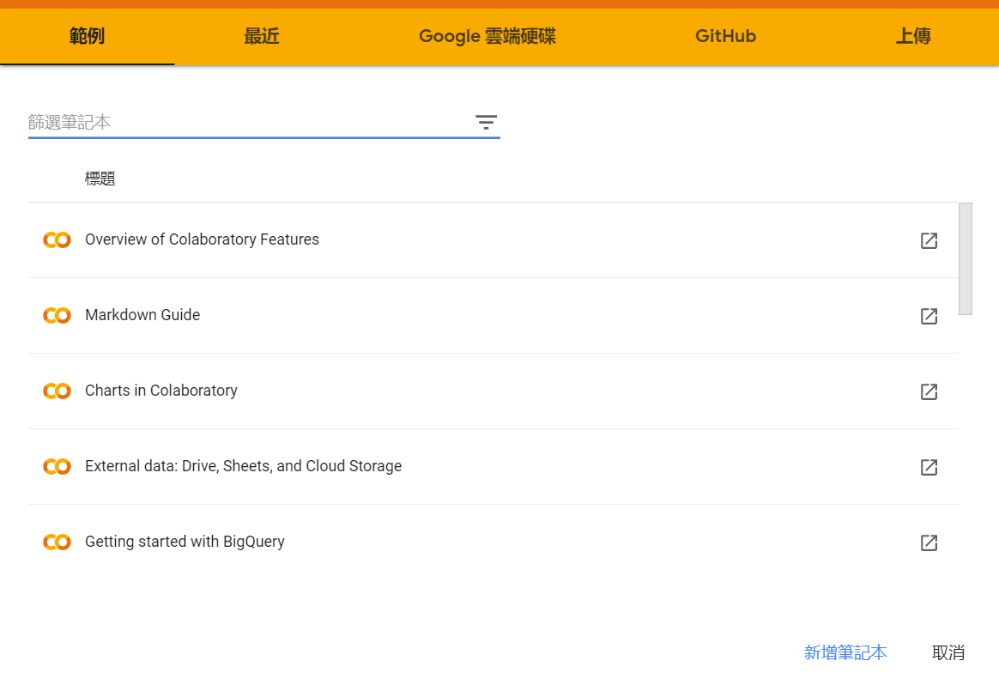 範例 最近 Google 雲端硬碟 GitHub 上傳
篩選筆記本
標題
Overview of Colaboratory Features
Markdown Guide
Charts in Colaboratory
External data: Drive, Sheets, and Cloud Storage
Getting started with BigQuery
新增筆記本 取消